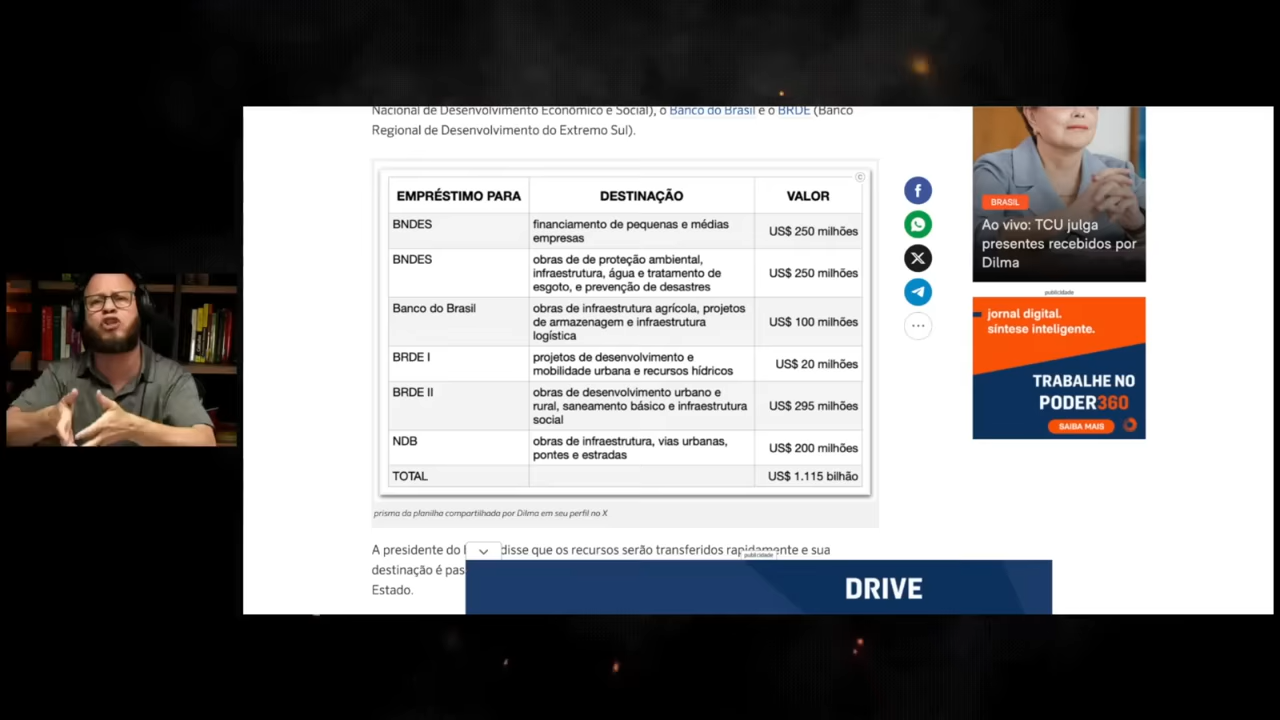 Nacional de Desenvolvimento Econômico e Social), o Banco do Brasil e o BRDE (Banco
Regional de Desenvolvimento do Extremo Sul).
EMPRÉSTIMO PARA DESTINAÇÃO VALOR
BNDES financiamento de pequenas e médias
empresas US$ 250 milhões
BNDES obras de de proteção ambiental,
infraestrutura, água e tratamento de
esgoto, e prevenção de desastres US$ 250 milhões
Banco do Brasil obras de infraestrutura agrícola, projetos
de armazenagem e infraestrutura
logística US$ 100 milhões
BRDE I projetos de desenvolvimento e
mobilidade urbana e recursos hídricos US$ 20 milhões
BRDE II obras de desenvolvimento urbano e
rural, saneamento básico e infraestrutura
social US$ 295 milhões
NDB obras de infraestrutura, vias urbanas,
pontes e estradas US$ 200 milhões
TOTAL US$ 1.115 bilhão
prisma da planilha compartilhado por Dilma em seu perfil no X
A presidente do disse que os recursos serão transferidos rapidamente e sua
destinação é pas
Estado.
BRASIL
Ao vivo: TCU julga
presentes recebidos por
Dilma
publicidade
jornal digital.
síntese inteligente.
TRABALHE NO
PODER360
SAIBA MAIS
publicidade
DRIVE